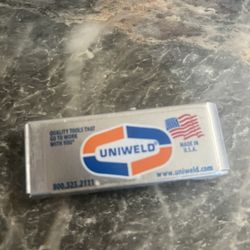 QUALITY TOOLS THAT
GO TO WORK
WITH YOU®
UNIWELD®
MADE IN
U.S.A.
800.323.2111
www.uniweld.com